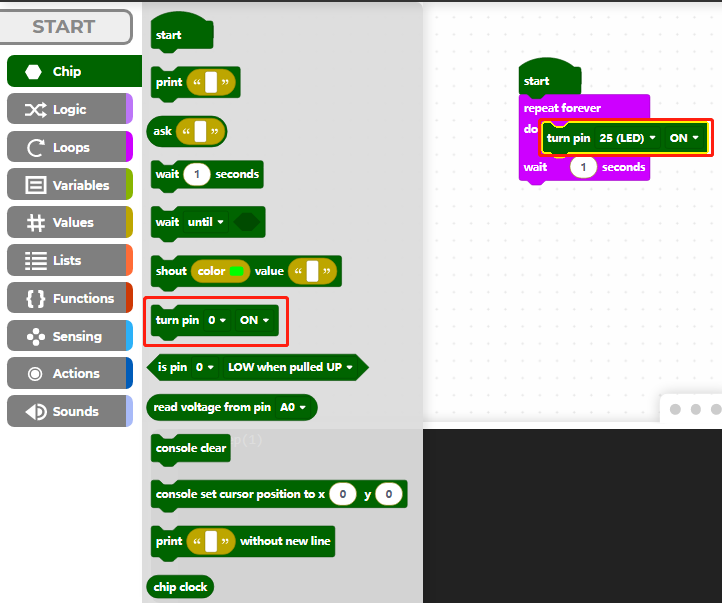 START
Chip
Logic
Loops
Variables
Values
Lists
Functions
Sensing
Actions
Sounds
start
print “ ”
ask “ ”
wait 1 seconds
wait until
shout color value “ ”
turn pin 0 ON
is pin 0 LOW when pulled UP
read voltage from pin A0
console clear
console set cursor position to x 0 y 0
print “ ” without new line
chip clock
start
repeat forever
do turn pin 25 (LED) ON
wait 1 seconds